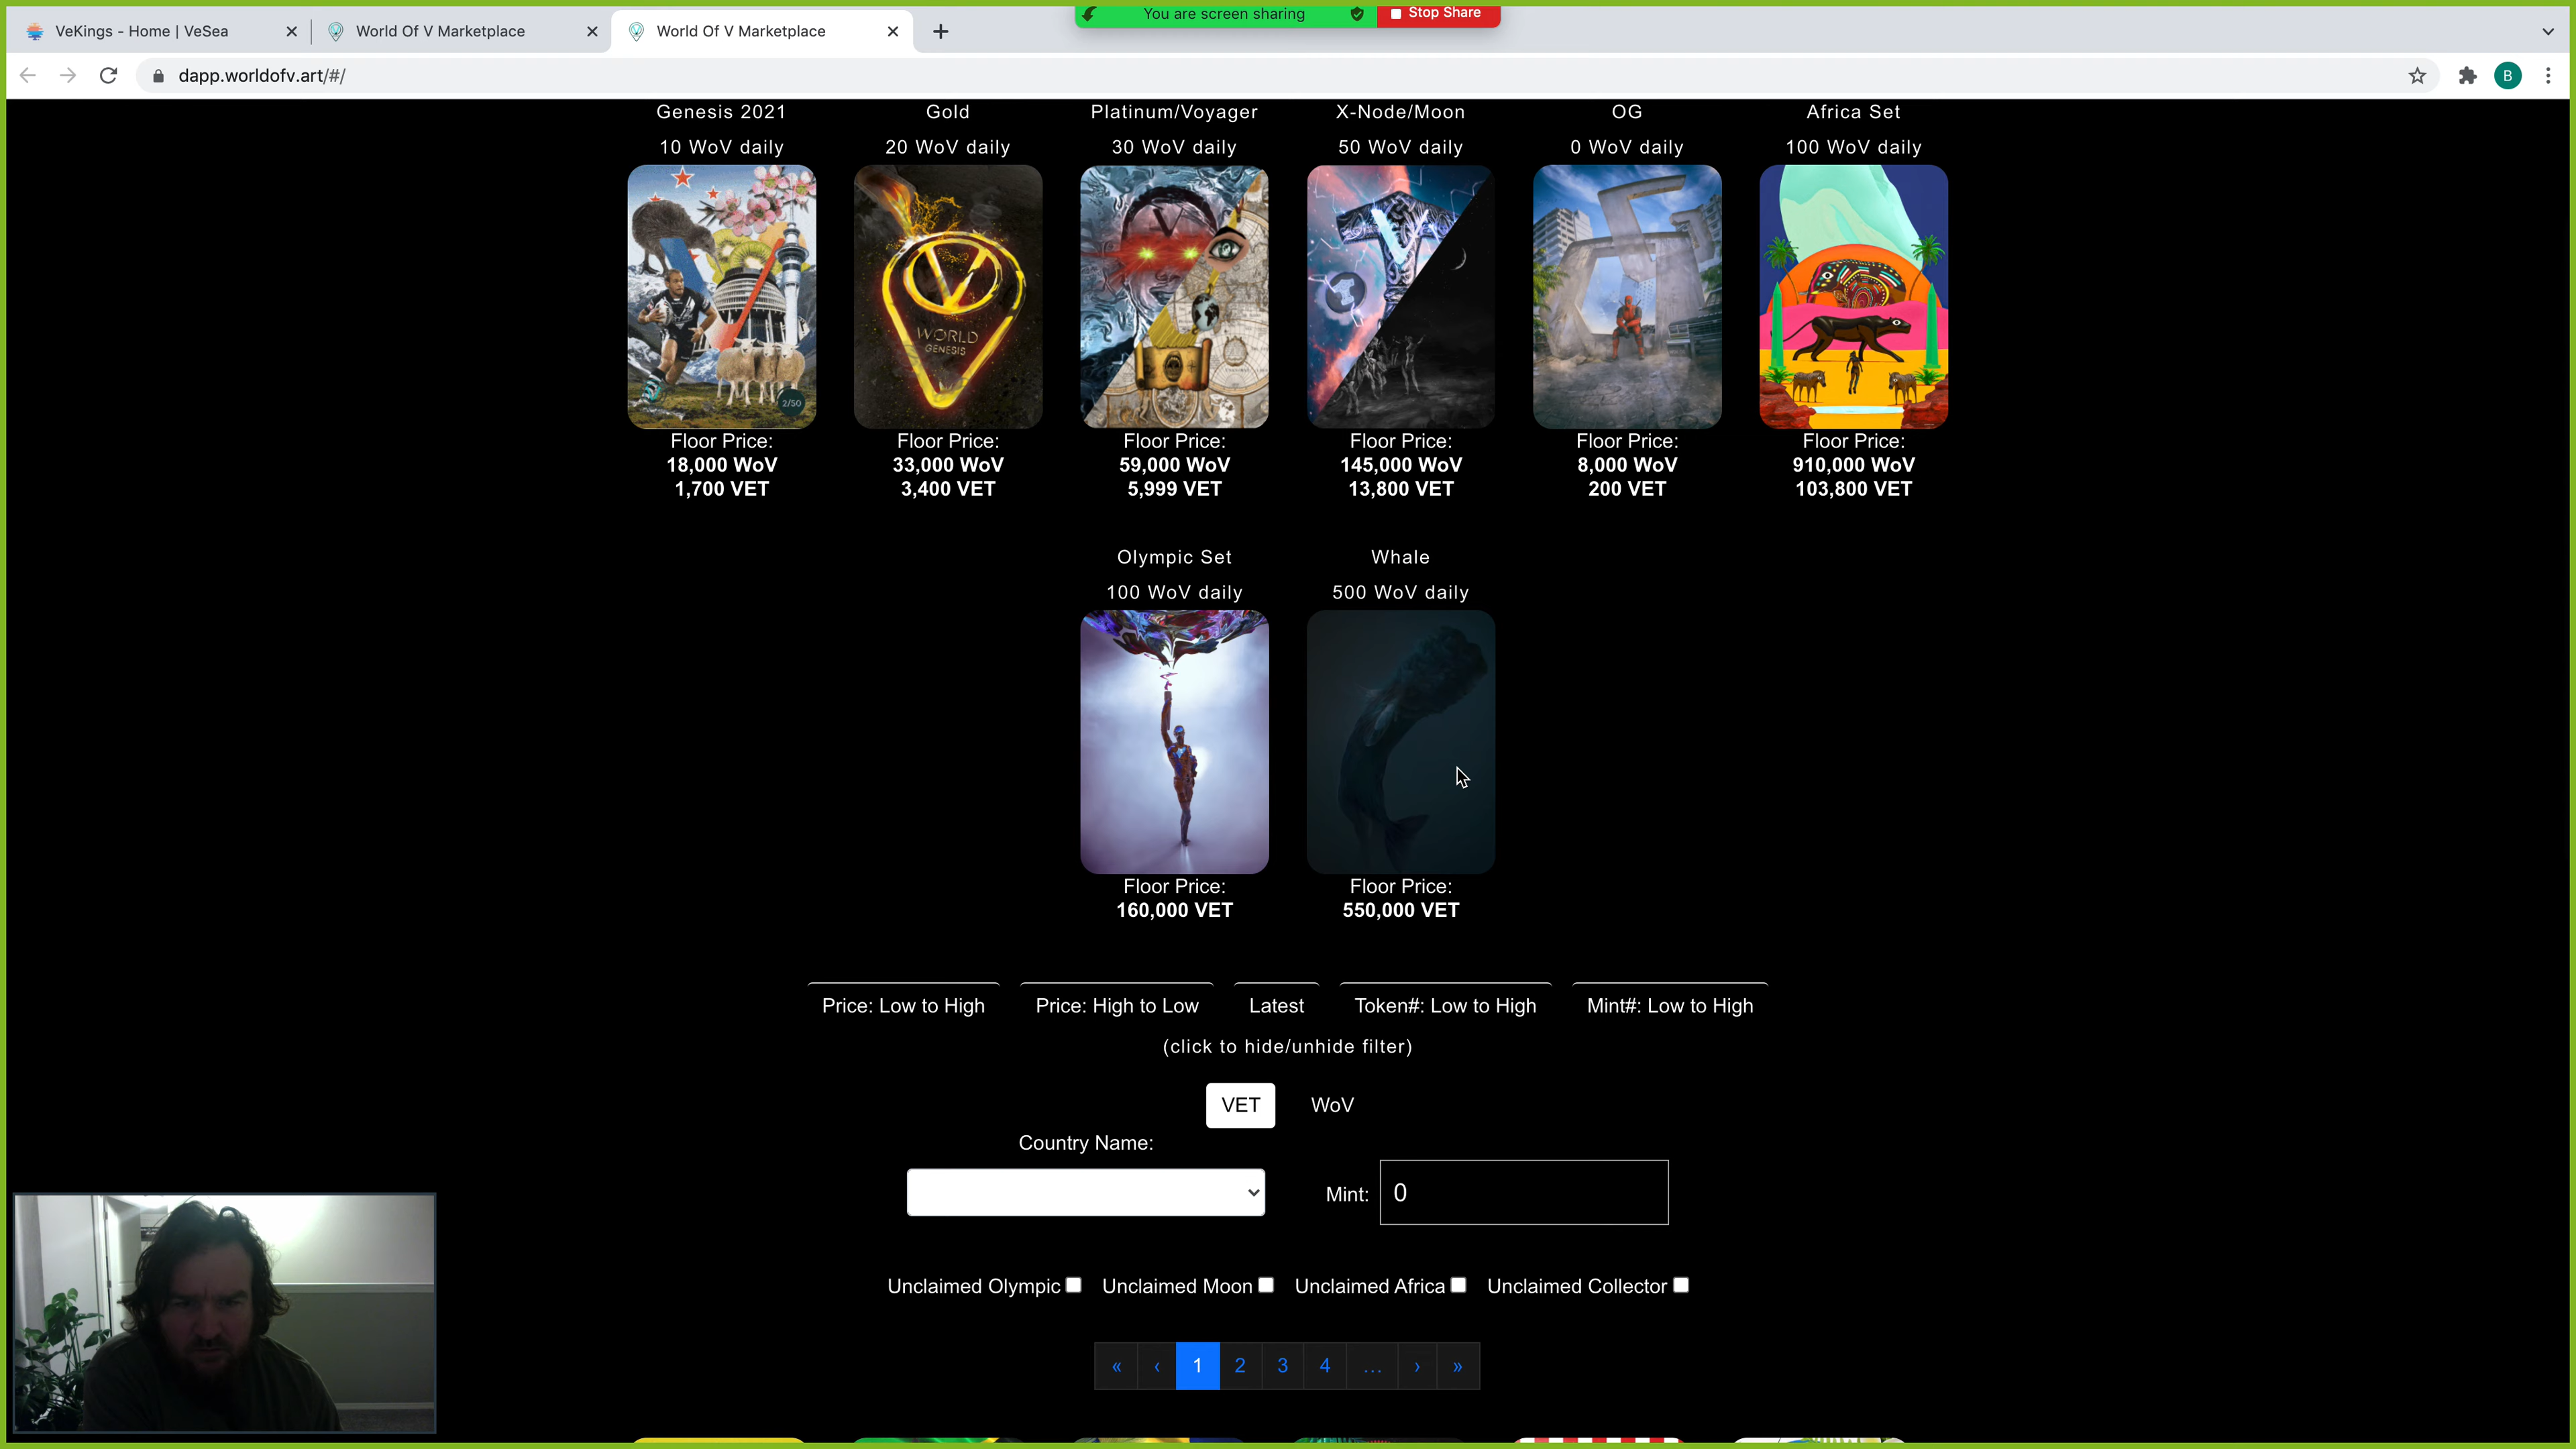 VeKings - Home | VeSea
World Of V Marketplace
World Of V Marketplace
You are screen sharing
Stop Share
dapp.worldofv.art/#/
B
Genesis 2021
Gold
Platinum/Voyager
X-Node/Moon
OG
Africa Set
10 WoV daily
20 WoV daily
30 WoV daily
50 WoV daily
0 WoV daily
100 WoV daily
WORLD
GENESIS
2/50
Floor Price:
18,000 WoV
1,700 VET
Floor Price:
33,000 WoV
3,400 VET
Floor Price:
59,000 WoV
5,999 VET
Floor Price:
145,000 WoV
13,800 VET
Floor Price:
8,000 WoV
200 VET
Floor Price:
910,000 WoV
103,800 VET
Olympic Set
Whale
100 WoV daily
500 WoV daily
Floor Price:
160,000 VET
Floor Price:
550,000 VET
Price: Low to High
Price: High to Low
Latest
Token#: Low to High
Mint#: Low to High
(click to hide/unhide filter)
VET
WoV
Country Name:
Mint:
0
Unclaimed Olympic
Unclaimed Moon
Unclaimed Africa
Unclaimed Collector
« ‹ 1 2 3 4 ... › »